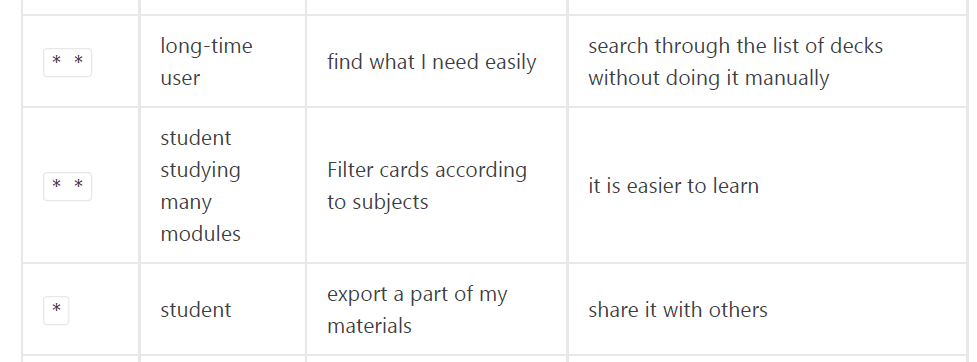 * *
long-time
user
find what I need easily
search through the list of decks
without doing it manually
* *
student
studying
many
modules
Filter cards according
to subjects
it is easier to learn
*
student
export a part of my
materials
share it with others